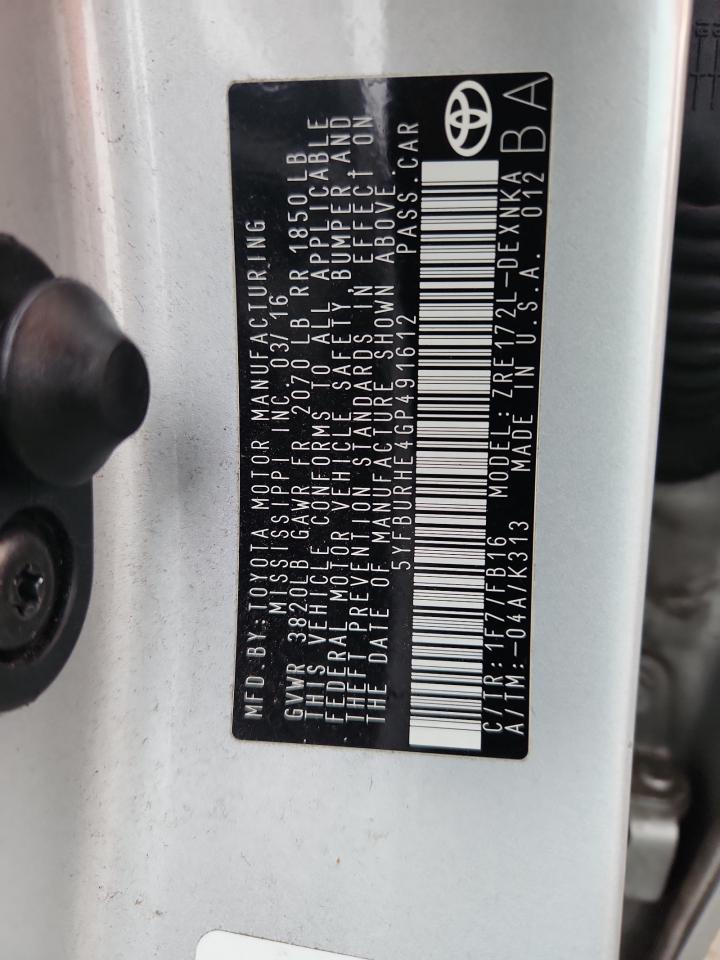 MFD.BY:TOYOTA MOTOR MANUFACTURING
MISSISSIPPI INC. 03/16
GVWR 3820LB GAWR FR 2070 LB RR 1850LB
THIS VEHICLE CONFORMS TO ALL APPLICABLE
FEDERAL MOTOR VEHICLE SAFETY, BUMPER AND
THEFT PREVENTION STANDARDS IN EFFECT ON
THE DATE OF MANUFACTURE SHOWN ABOVE
5YFBURHE4GP491612 PASS.CAR
C/TR:1F7/FB16 MODEL:ZRE172L-DEXNKA
A/TM:-04A/K313 MADE IN U.S.A. 012 BA